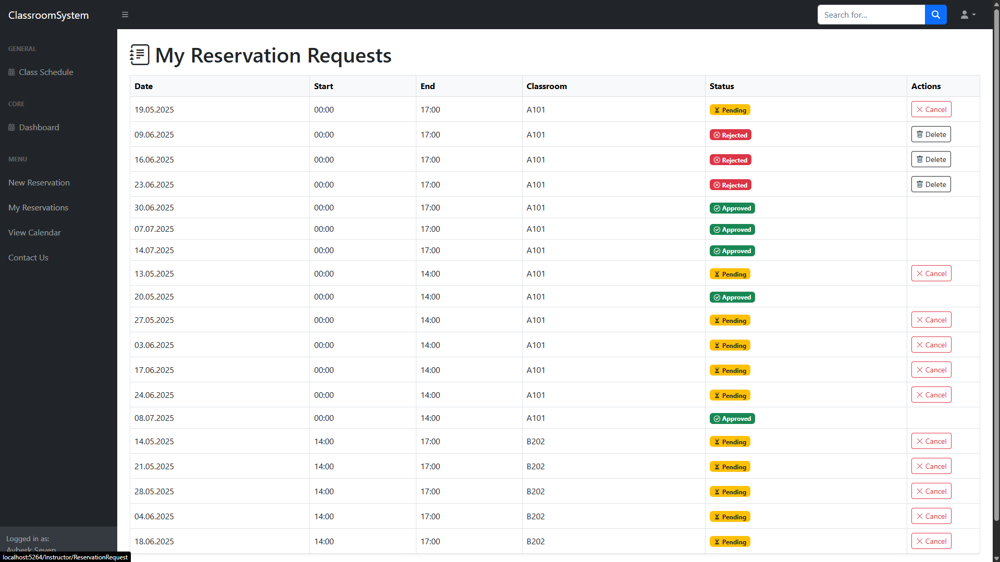 ClassroomSystem
Search for...
GENERAL
Class Schedule
CORE
Dashboard
MENU
New Reservation
My Reservations
View Calendar
Contact Us
Logged in as:
Ayberk Seven
localhost:5264/Instructor/ReservationRequest
My Reservation Requests
Date Start End Classroom Status Actions
19.05.2025 00:00 17:00 A101 Pending Cancel
09.06.2025 00:00 17:00 A101 Rejected Delete
16.06.2025 00:00 17:00 A101 Rejected Delete
23.06.2025 00:00 17:00 A101 Rejected Delete
30.06.2025 00:00 17:00 A101 Approved
07.07.2025 00:00 17:00 A101 Approved
14.07.2025 00:00 17:00 A101 Approved
13.05.2025 00:00 14:00 A101 Pending Cancel
20.05.2025 00:00 14:00 A101 Approved
27.05.2025 00:00 14:00 A101 Pending Cancel
03.06.2025 00:00 14:00 A101 Pending Cancel
17.06.2025 00:00 14:00 A101 Pending Cancel
24.06.2025 00:00 14:00 A101 Pending Cancel
08.07.2025 00:00 14:00 A101 Approved
14.05.2025 14:00 17:00 B202 Pending Cancel
21.05.2025 14:00 17:00 B202 Pending Cancel
28.05.2025 14:00 17:00 B202 Pending Cancel
04.06.2025 14:00 17:00 B202 Pending Cancel
18.06.2025 14:00 17:00 B202 Pending Cancel